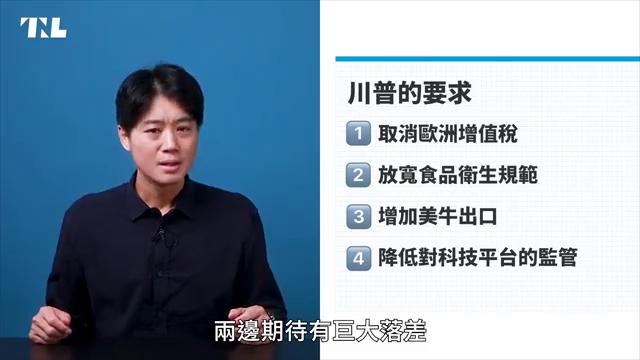 TNL
川普的要求
1 取消歐洲增值稅
2 放寬食品衛生規範
3 增加美牛出口
4 降低對科技平台的監管
兩邊期待有巨大落差